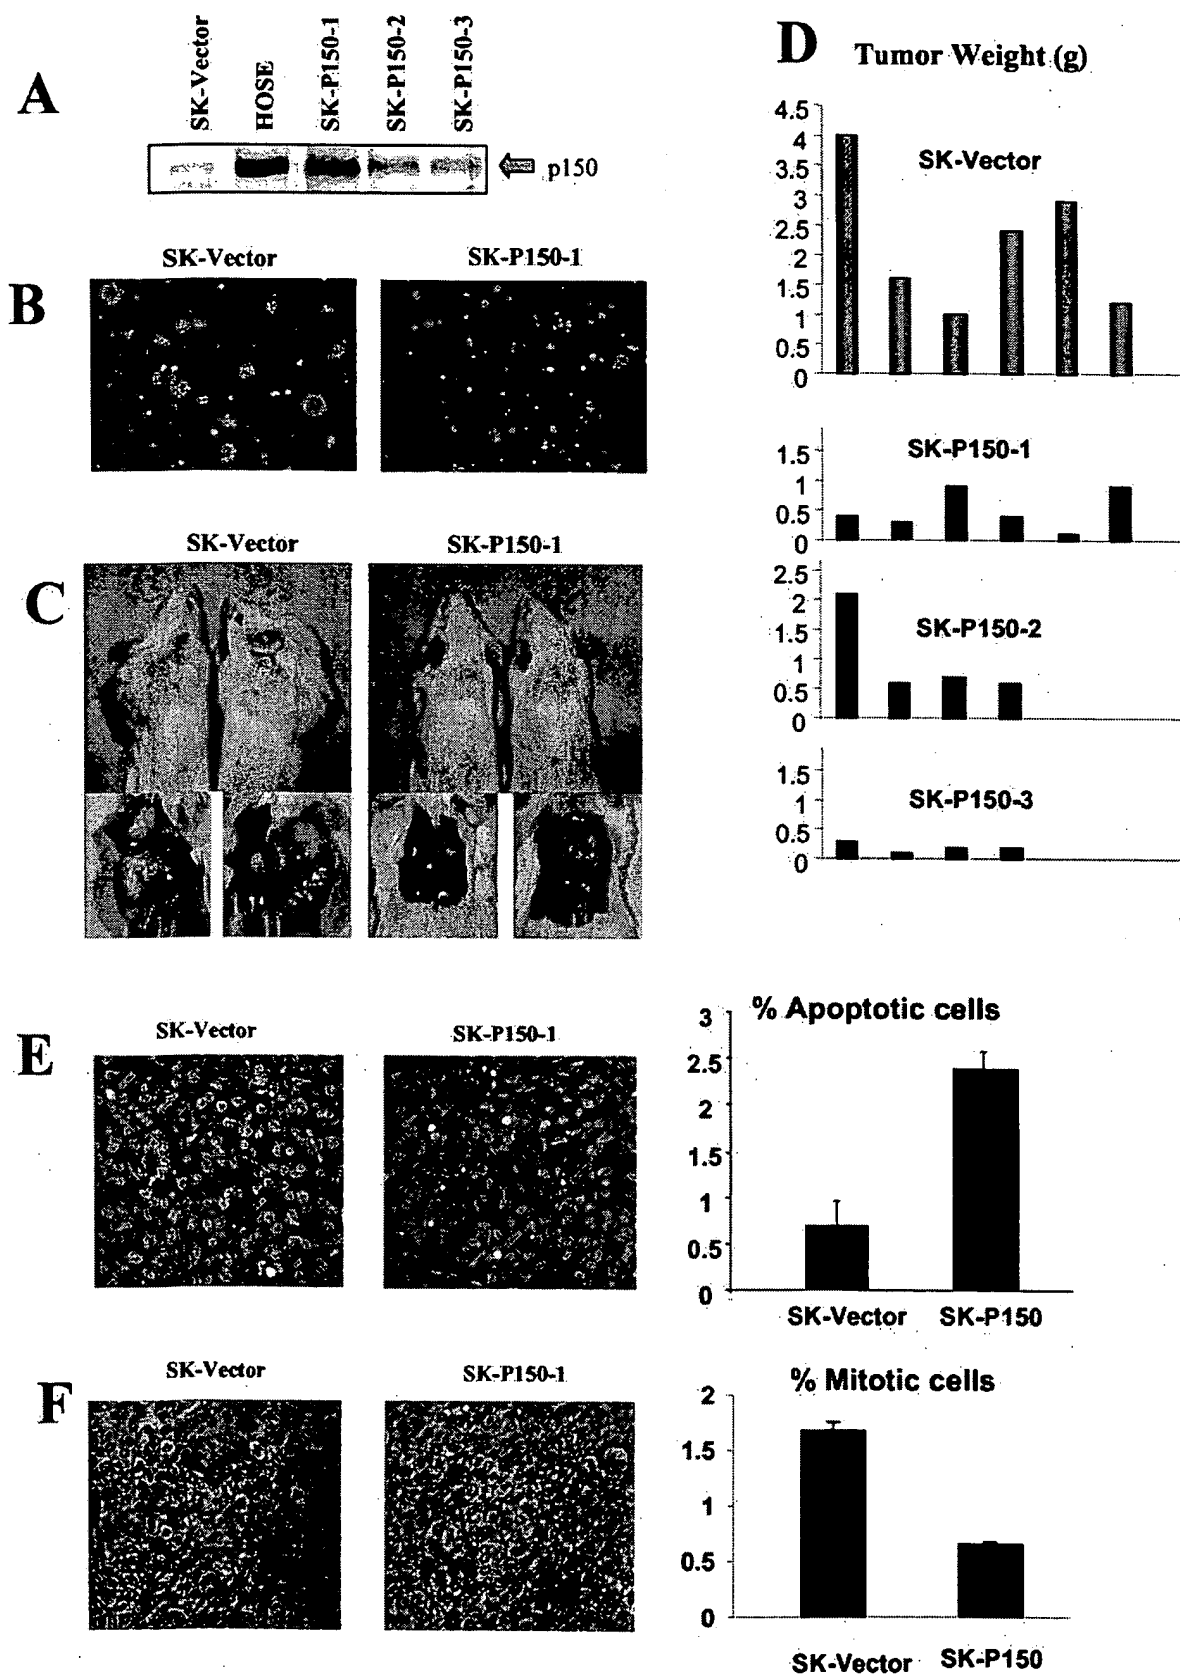 A
SK-Vector
HOSE
SK-P150-1
SK-P150-2
SK-P150-3
p150
B
SK-Vector
SK-P150-1
C
SK-Vector
SK-P150-1
D
Tumor Weight (g)
4.5
4
3.5
3
2.5
2
1.5
1
0.5
0
SK-Vector
1.5
1
0.5
0
SK-P150-1
2.5
2
1.5
1
0.5
0
SK-P150-2
1.5
1
0.5
0
SK-P150-3
E
SK-Vector
SK-P150-1
% Apoptotic cells
3
2.5
2
1.5
1
0.5
0
SK-Vector SK-P150
F
SK-Vector
SK-P150-1
% Mitotic cells
2
1.5
1
0.5
0
SK-Vector SK-P150